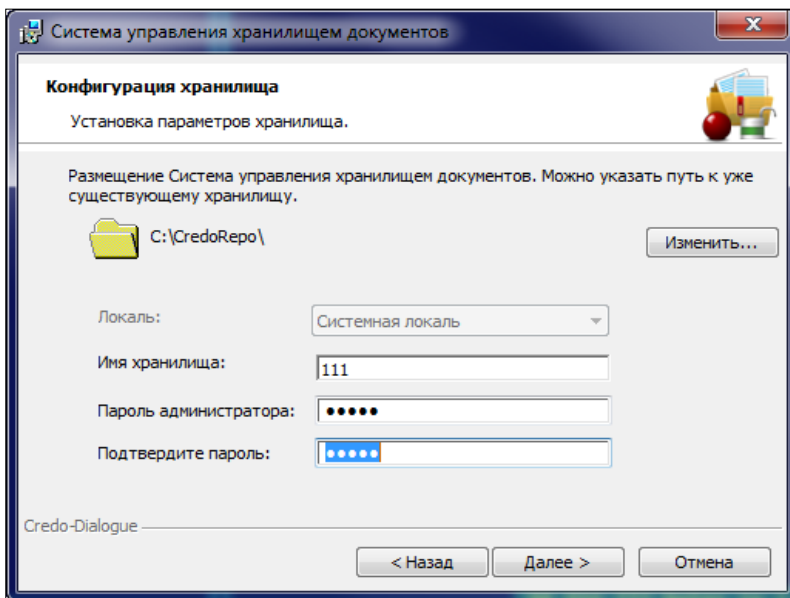 Система управления хранилищем документов
Конфигурация хранилища
Установка параметров хранилища.
Размещение Система управления хранилищем документов. Можно указать путь к уже
существующему хранилищу.
C:\CredoRepo\
Изменить...
Локаль:
Системная локаль
Имя хранилища:
111
Пароль администратора:
●●●●●
Подтвердите пароль:
●●●●●
Credo-Dialogue
< Назад
Далее >
Отмена